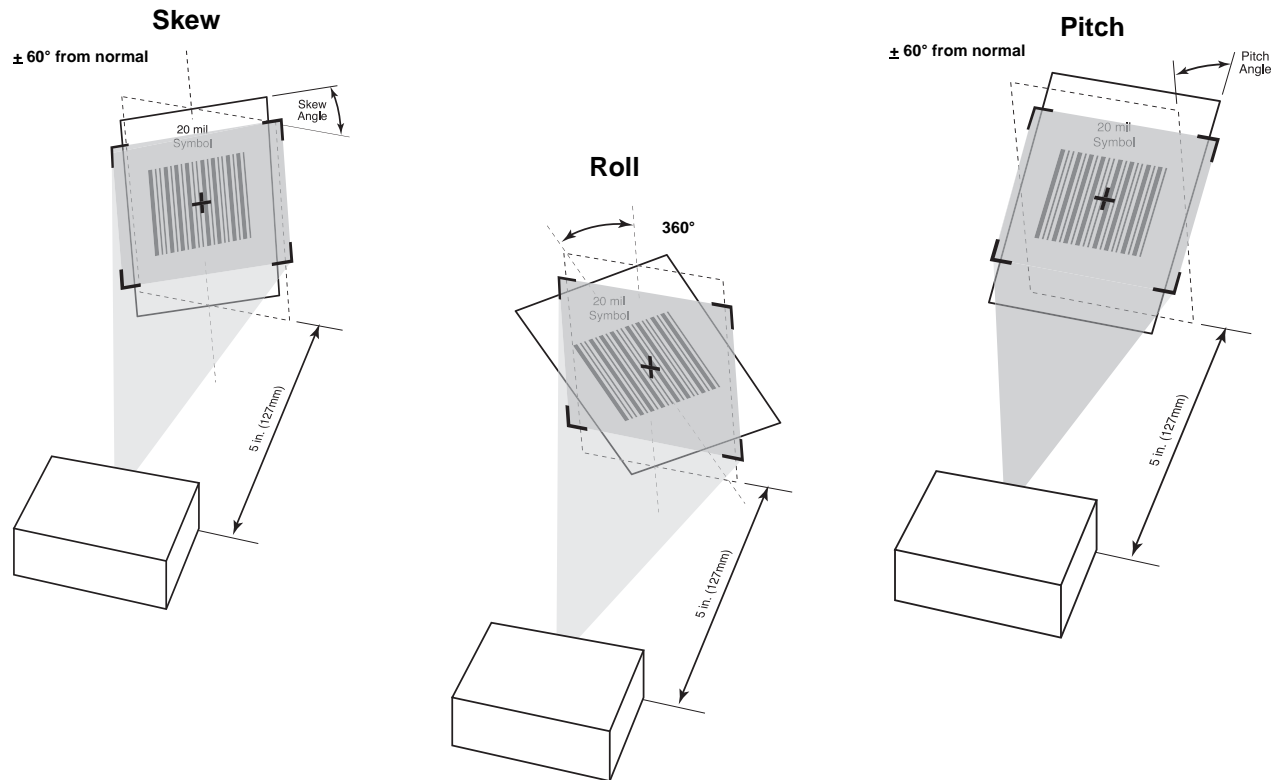 Skew
± 60° from normal
Skew
Angle
20 mil
Symbol
5 in. (127mm)
Roll
360°
20 mil
Symbol
5 in. (127mm)
Pitch
± 60° from normal
Pitch
Angle
20 mil
Symbol
5 in. (127mm)